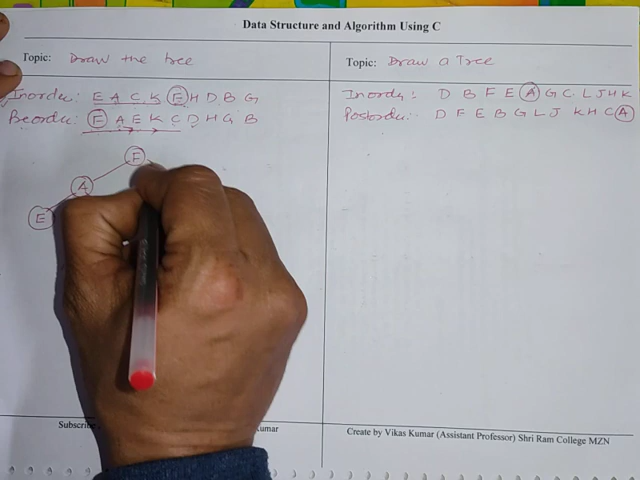 Data Structure and Algorithm Using C
Topic: Draw the tree
Inorder: E A C K F H D B G
Preorder: F A E K C D H G B
F
A
E
Topic: Draw a Tree
Inorder: D B F E A G C L J H K
Postorder: D F E B G L J K H C A
Subscribe
Kumar
Create by Vikas Kumar (Assistant Professor) Shri Ram College MZN